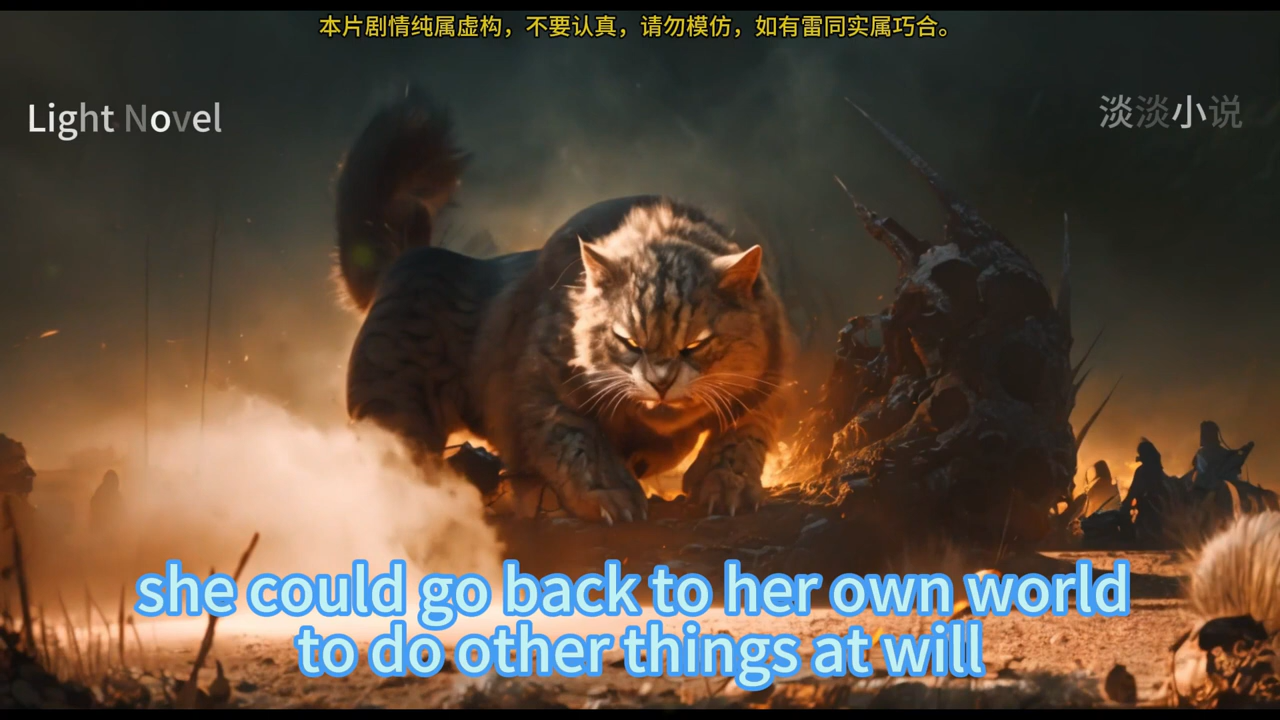 本片剧情纯属虚构，不要认真，请勿模仿，如有雷同实属巧合。
Light Novel
淡淡小说
she could go back to her own world
to do other things at will